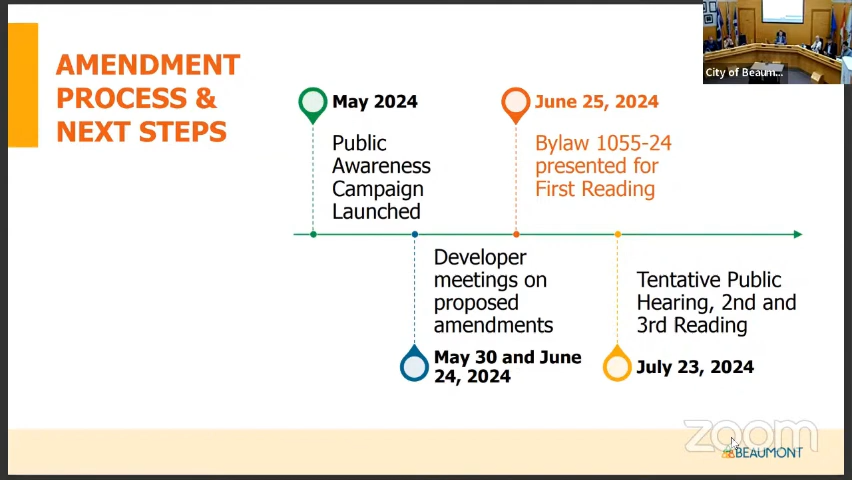 AMENDMENT
PROCESS &
NEXT STEPS
City of Beaum...
May 2024
Public
Awareness
Campaign
Launched
June 25, 2024
Bylaw 1055-24
presented for
First Reading
Developer
meetings on
proposed
amendments
May 30 and June
24, 2024
Tentative Public
Hearing, 2nd and
3rd Reading
July 23, 2024
zoom
BEAUMONT